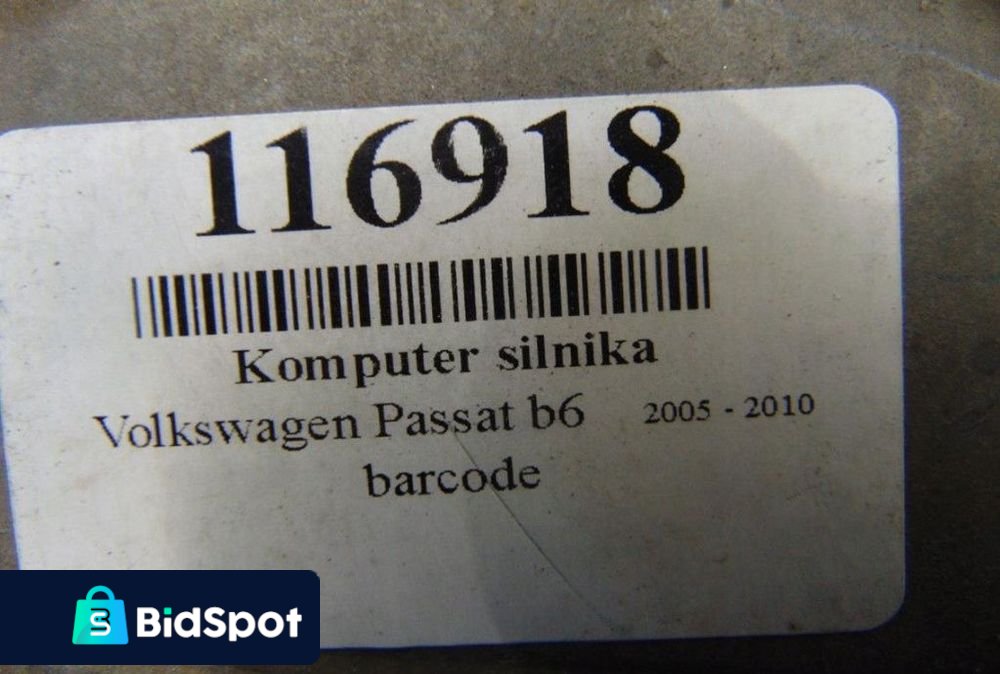 116918
Komputer silnika
Volkswagen Passat b6 2005 - 2010
barcode
BidSpot